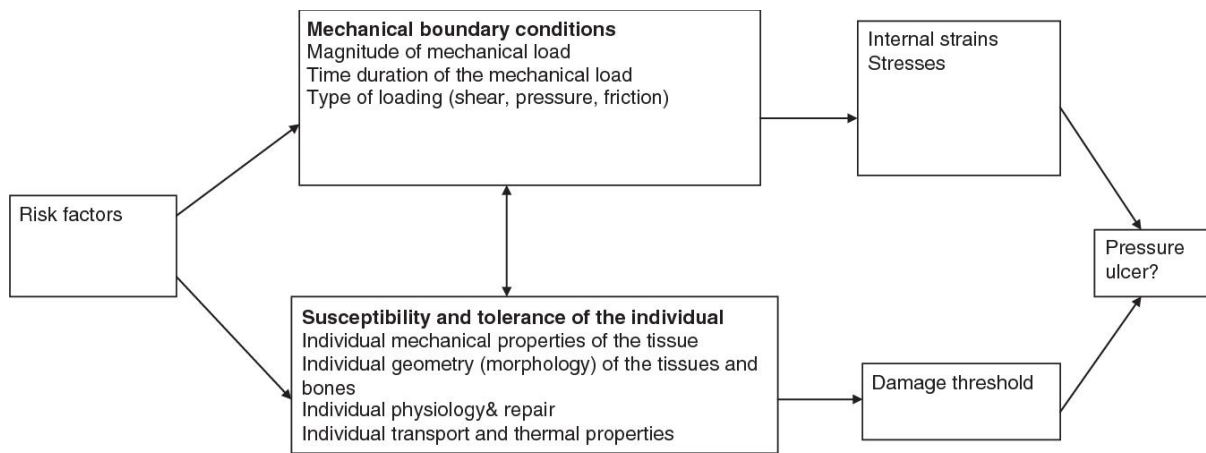 Mechanical boundary conditions
Magnitude of mechanical load
Time duration of the mechanical load
Type of loading (shear, pressure, friction)
Internal strains
Stresses
Risk factors
Pressure
ulcer?
Susceptibility and tolerance of the individual
Individual mechanical properties of the tissue
Individual geometry (morphology) of the tissues and
bones
Individual physiology& repair
Individual transport and thermal properties
Damage threshold